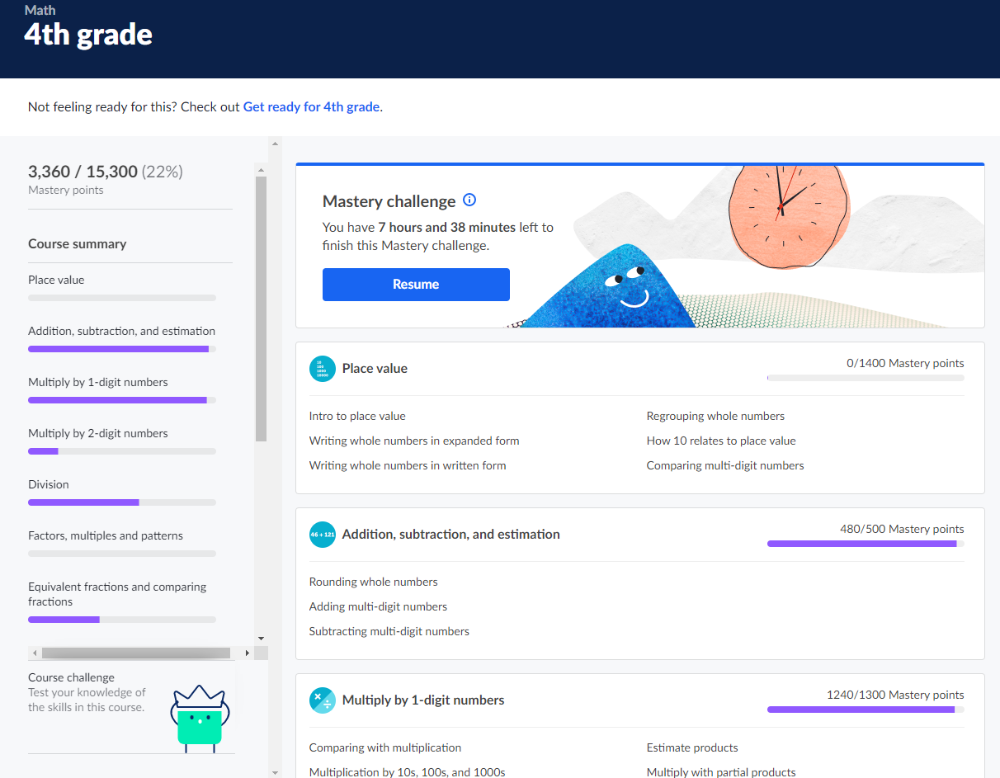 Math
4th grade
Not feeling ready for this? Check out Get ready for 4th grade.
3,360 / 15,300 (22%)
Mastery points
Course summary
Place value
Addition, subtraction, and estimation
Multiply by 1-digit numbers
Multiply by 2-digit numbers
Division
Factors, multiples and patterns
Equivalent fractions and comparing
fractions
Course challenge
Test your knowledge of
the skills in this course.
Mastery challenge
You have 7 hours and 38 minutes left to
finish this Mastery challenge.
Resume
10
100
1000
10000
Place value
0/1400 Mastery points
Intro to place value
Writing whole numbers in expanded form
Writing whole numbers in written form
Regrouping whole numbers
How 10 relates to place value
Comparing multi-digit numbers
46 + 121
Addition, subtraction, and estimation
480/500 Mastery points
Rounding whole numbers
Adding multi-digit numbers
Subtracting multi-digit numbers
Multiply by 1-digit numbers
1240/1300 Mastery points
Comparing with multiplication
Multiplication by 10s, 100s, and 1000s
Estimate products
Multiply with partial products